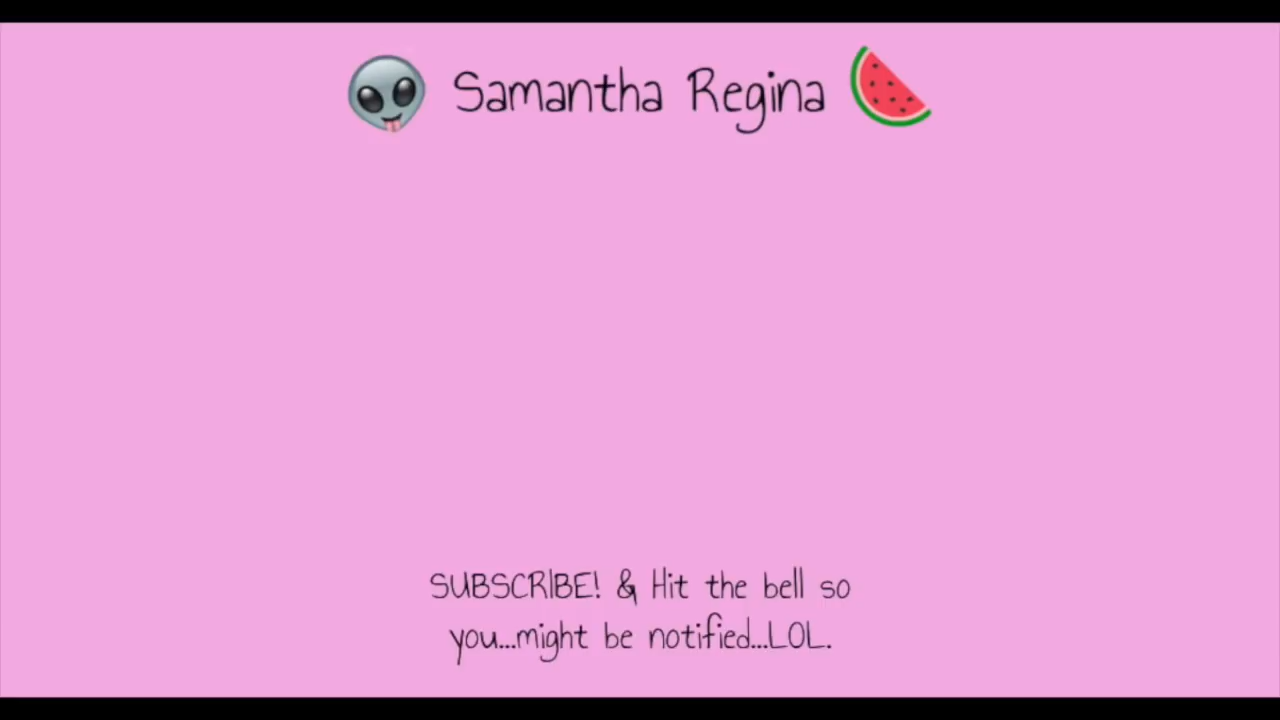 Samantha Regina
SUBSCRIBE! & Hit the bell so
you...might be notified...LOL.